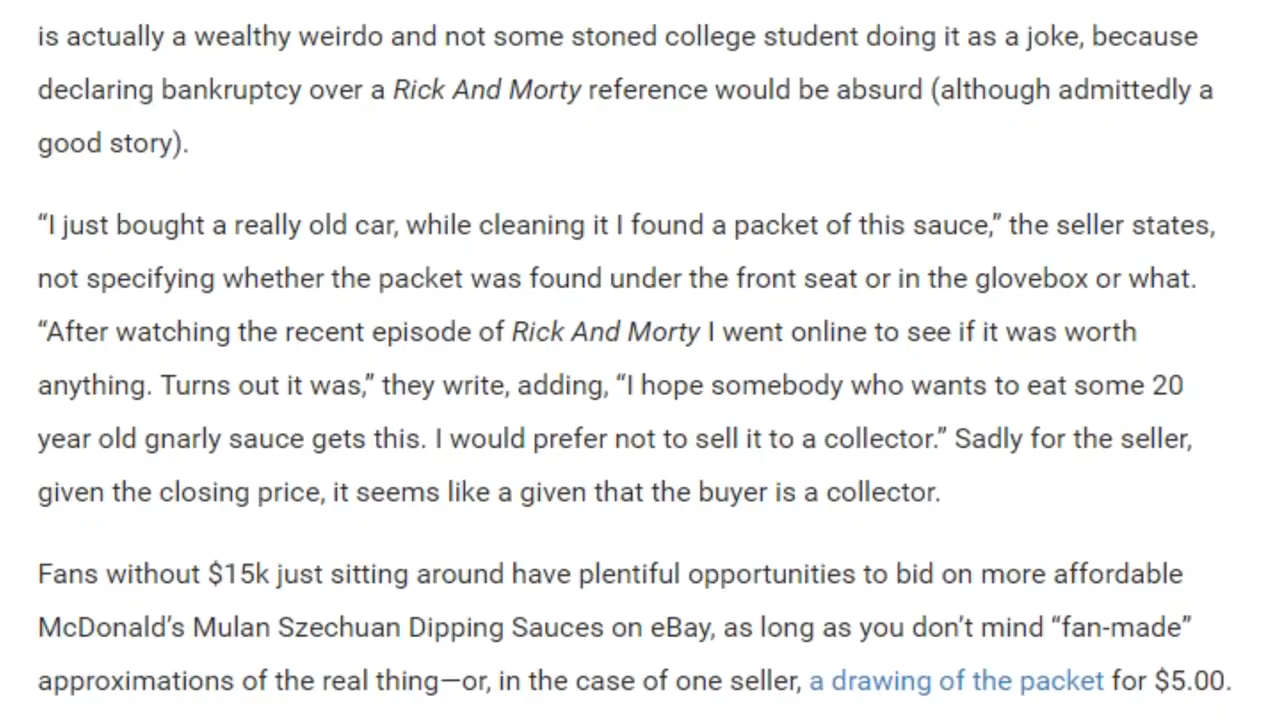 is actually a wealthy weirdo and not some stoned college student doing it as a joke, because
declaring bankruptcy over a Rick And Morty reference would be absurd (although admittedly a
good story).
“I just bought a really old car, while cleaning it I found a packet of this sauce,” the seller states,
not specifying whether the packet was found under the front seat or in the glovebox or what.
“After watching the recent episode of Rick And Morty I went online to see if it was worth
anything. Turns out it was,” they write, adding, “I hope somebody who wants to eat some 20
year old gnarly sauce gets this. I would prefer not to sell it to a collector.” Sadly for the seller,
given the closing price, it seems like a given that the buyer is a collector.
Fans without $15k just sitting around have plentiful opportunities to bid on more affordable
McDonald’s Mulan Szechuan Dipping Sauces on eBay, as long as you don’t mind “fan-made”
approximations of the real thing—or, in the case of one seller, a drawing of the packet for $5.00.